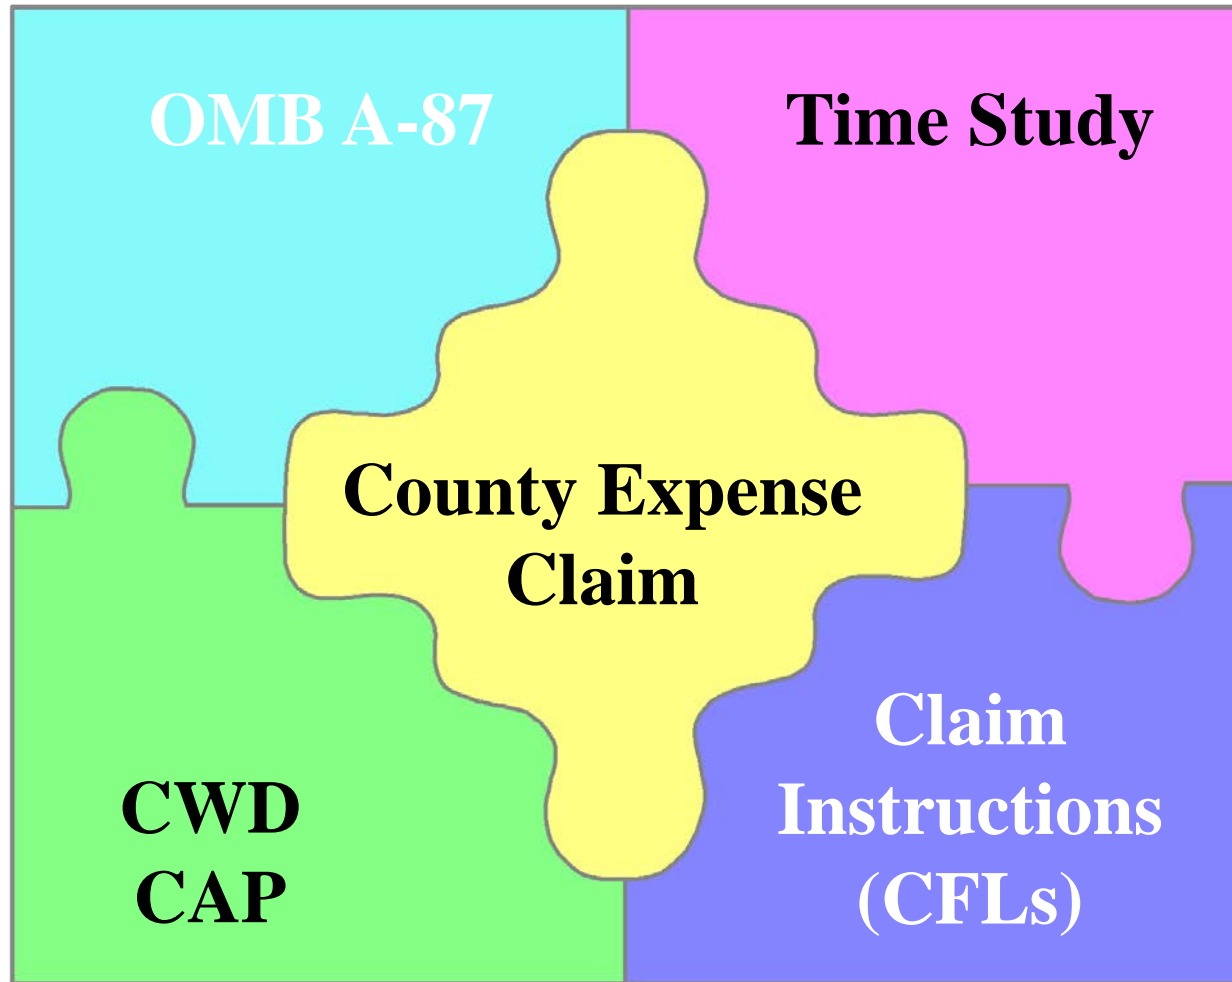 OMB A-87
Time Study
County Expense
Claim
CWD
CAP
Claim
Instructions
(CFLs)